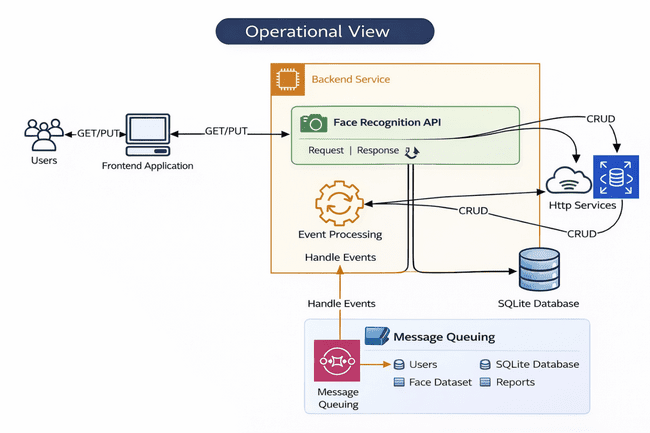 Operational View
Backend Service
Face Recognition API
Request | Response
CRUD
GET/PUT
GET/PUT
Users
Frontend Application
Http Services
Event Processing
CRUD
CRUD
Handle Events
Handle Events
SQLite Database
Message Queuing
Users
SQLite Database
Face Dataset
Reports
Message
Queuing